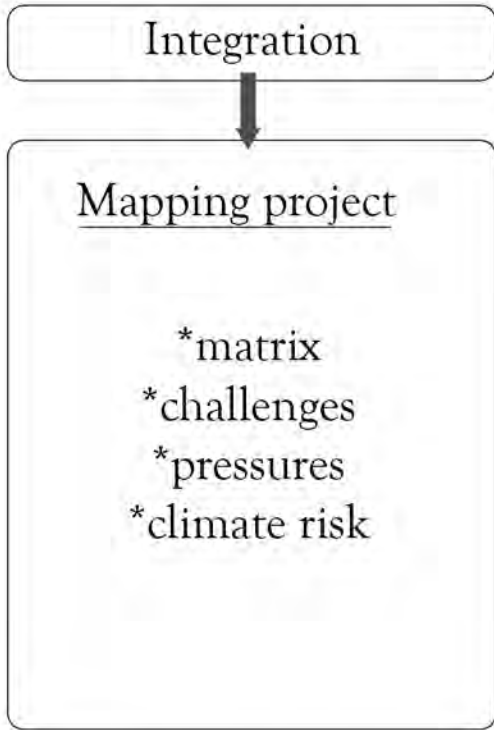 Integration
Mapping project
*matrix
*challenges
*pressures
*climate risk